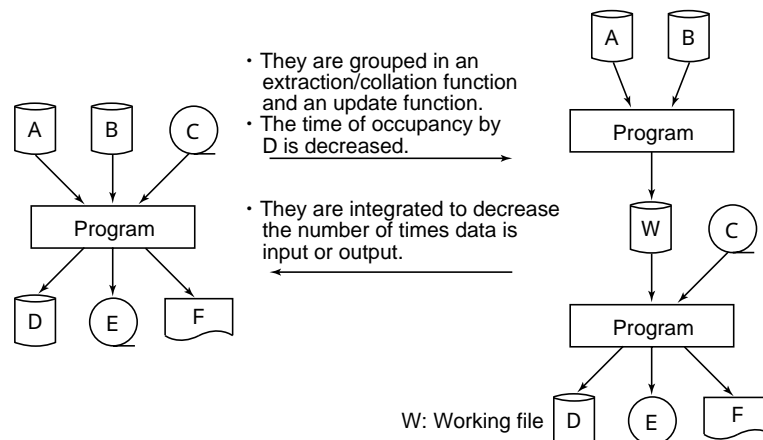 A
B
C
Program
D
E
F
・They are grouped in an
extraction/collation function
and an update function.
・The time of occupancy by
D is decreased.
・They are integrated to decrease
the number of times data is
input or output.
A
B
Program
W
C
Program
W: Working file
D
E
F